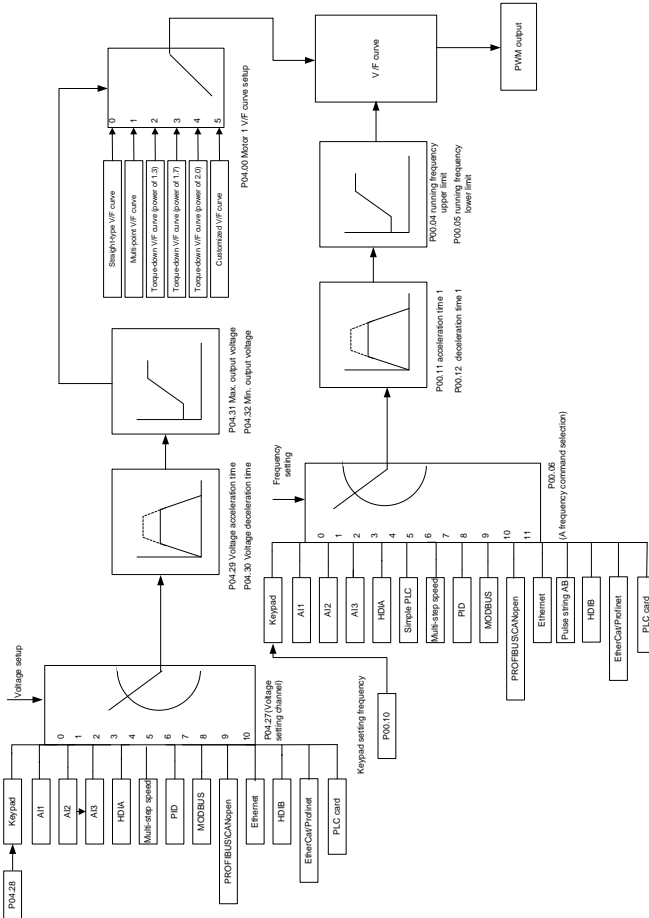 Voltage setup
P04.28
Keypad
AI1
AI2
AI3
HDIA
Multi-step speed
PID
MODBUS
PROFIBUS\CANopen
Ethernet
HDIB
EtherCat/Profinet
PLC card
0
1
2
3
4
5
6
7
8
9
10
P04.27(Voltage
setting channel)
P04.29 Voltage acceleration time
P04.30 Voltage deceleration time
P04.31 Max. output voltage
P04.32 Min. output voltage
Straight-type V/F curve
Multi-point V/F curve
Torque-down V/F curve (power of 1.3)
Torque-down V/F curve (power of 1.7)
Torque-down V/F curve (power of 2.0)
Customized V/F curve
0
1
2
3
4
5
P04.00 Motor 1 V/F curve setup
Frequency
setting
Keypad setting frequency
P00.10
Keypad
AI1
AI2
AI3
HDIA
Simple PLC
Multi-step speed
PID
MODBUS
PROFIBUS\CANopen
Ethernet
Pulse string AB
HDIB
EtherCat/Profinet
PLC card
0
1
2
3
4
5
6
7
8
9
10
11
P00.06
(A frequency command selection)
P00.11 acceleration time 1
P00.12 deceleration time 1
P00.04 running frequency
upper limit
P00.05 running frequency
lower limit
V /F curve
PWM output